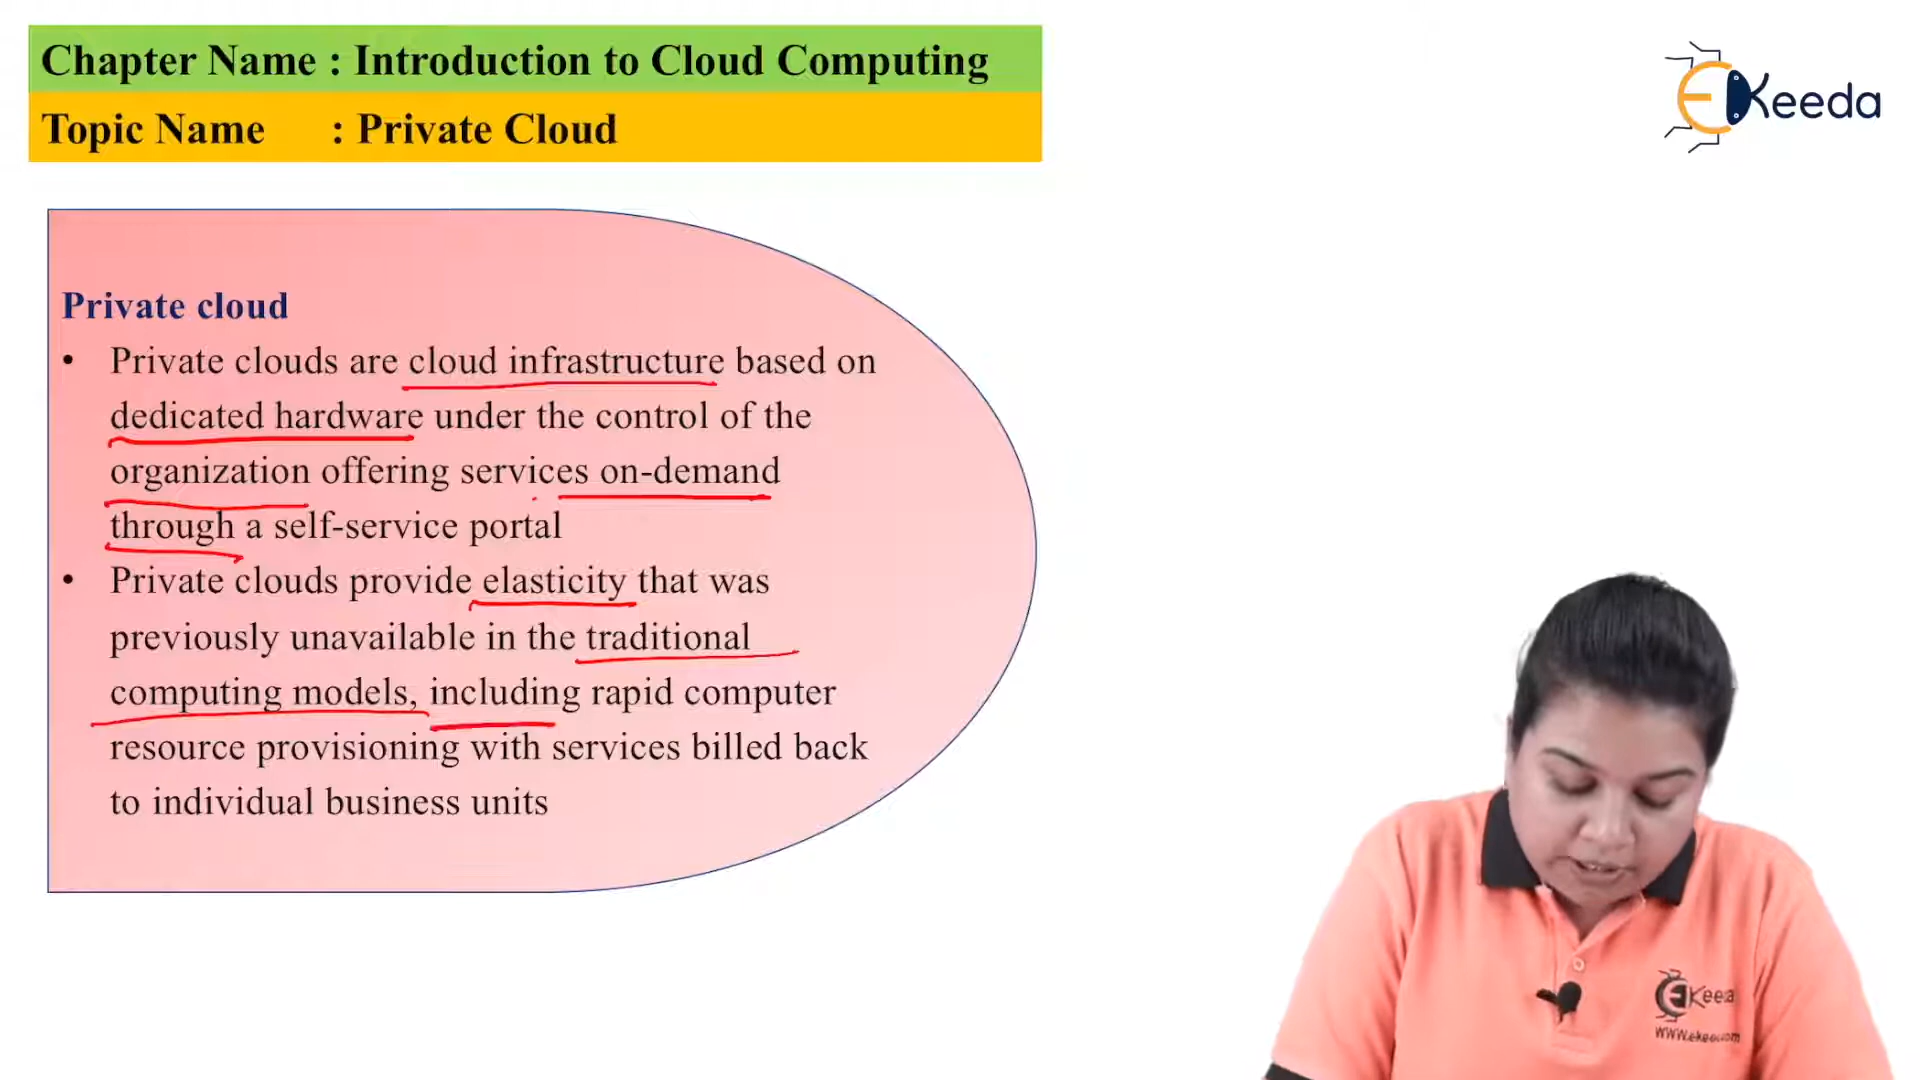 Chapter Name : Introduction to Cloud Computing
Topic Name : Private Cloud
EKeeda
Private cloud
• Private clouds are cloud infrastructure based on
dedicated hardware under the control of the
organization offering services on-demand
through a self-service portal
• Private clouds provide elasticity that was
previously unavailable in the traditional
computing models, including rapid computer
resource provisioning with services billed back
to individual business units
EKeeda